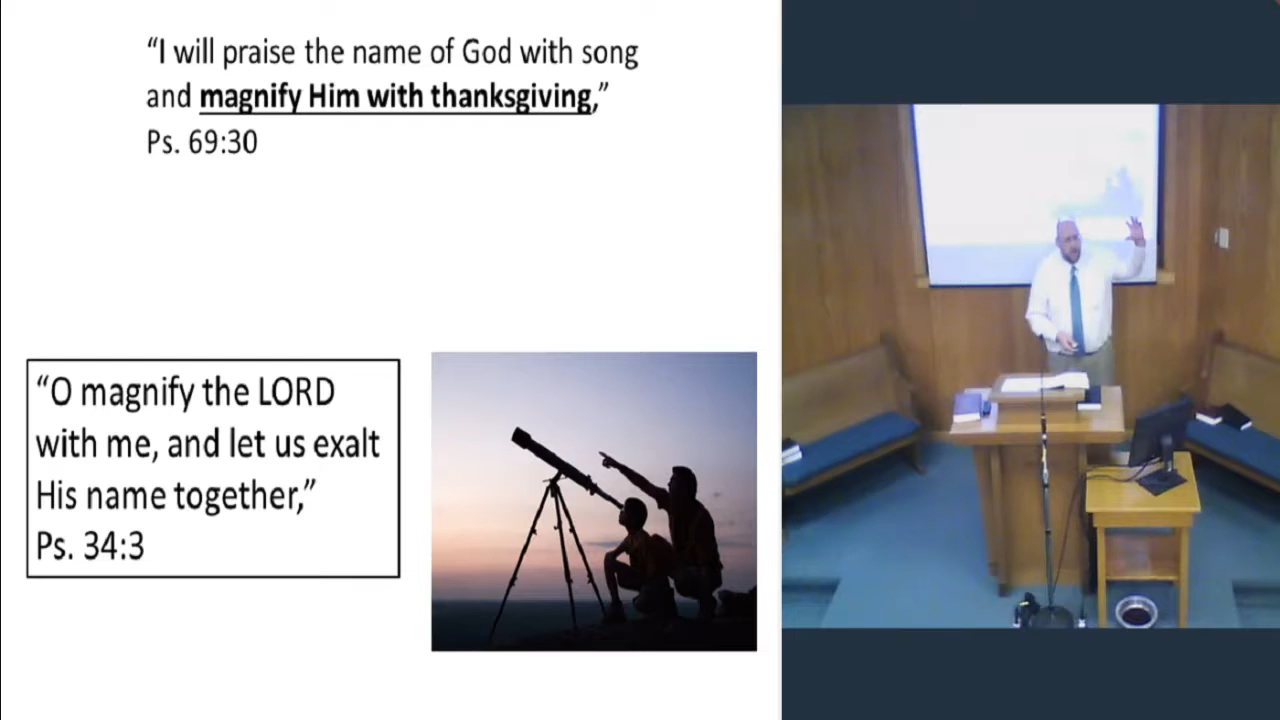 “I will praise the name of God with song
and magnify Him with thanksgiving,”
Ps. 69:30
“O magnify the LORD
with me, and let us exalt
His name together,”
Ps. 34:3